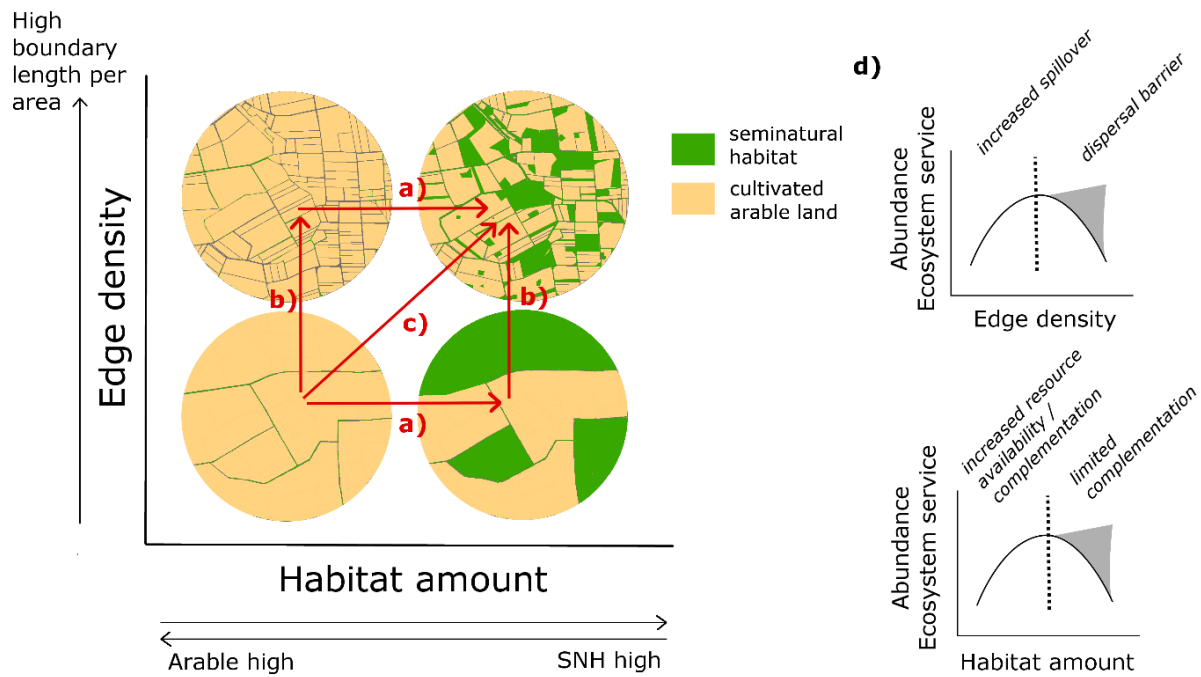 High
boundary
length per
area
Edge density
a)
b)
c)
b)
a)
Habitat amount
Arable high
SNH high
seminatural
habitat
cultivated
arable land
d)
increased spillover
dispersal barrier
Abundance
Ecosystem service
Edge density
increased resource
availability /
complementation
limited
complementation
Abundance
Ecosystem service
Habitat amount